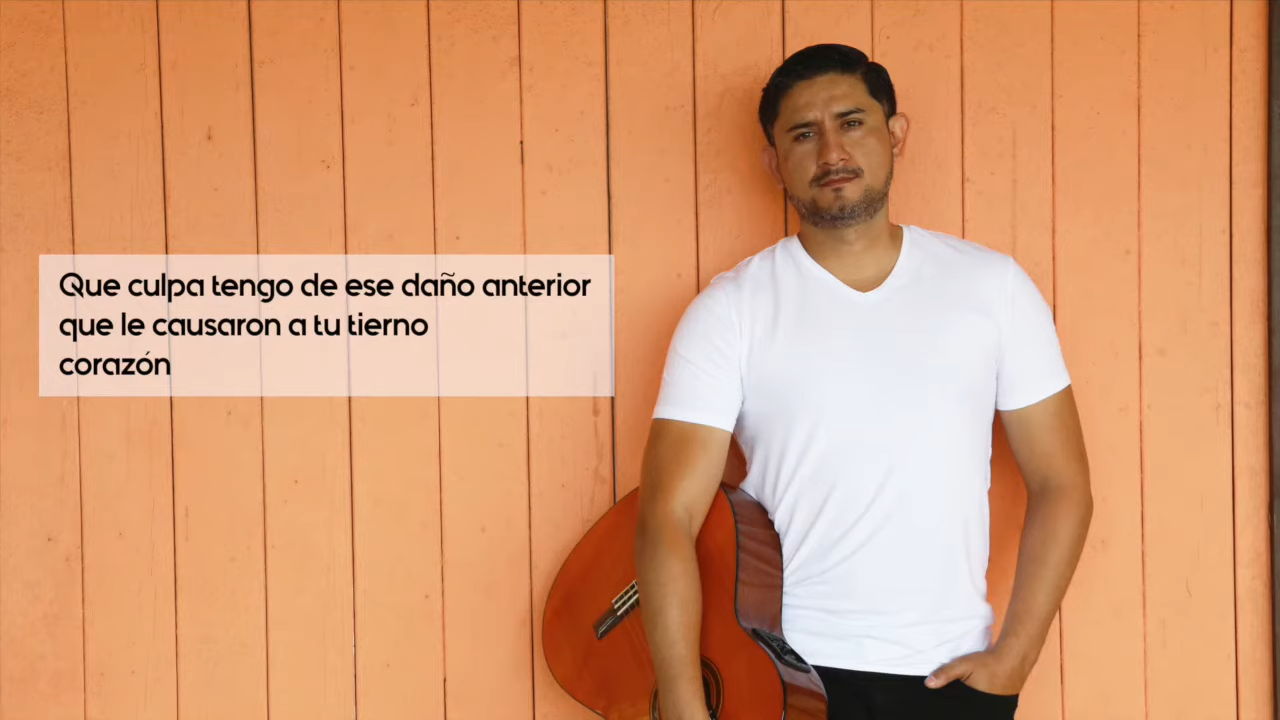 Que culpa tengo de ese daño anterior
que le causaron a tu tierno
corazón